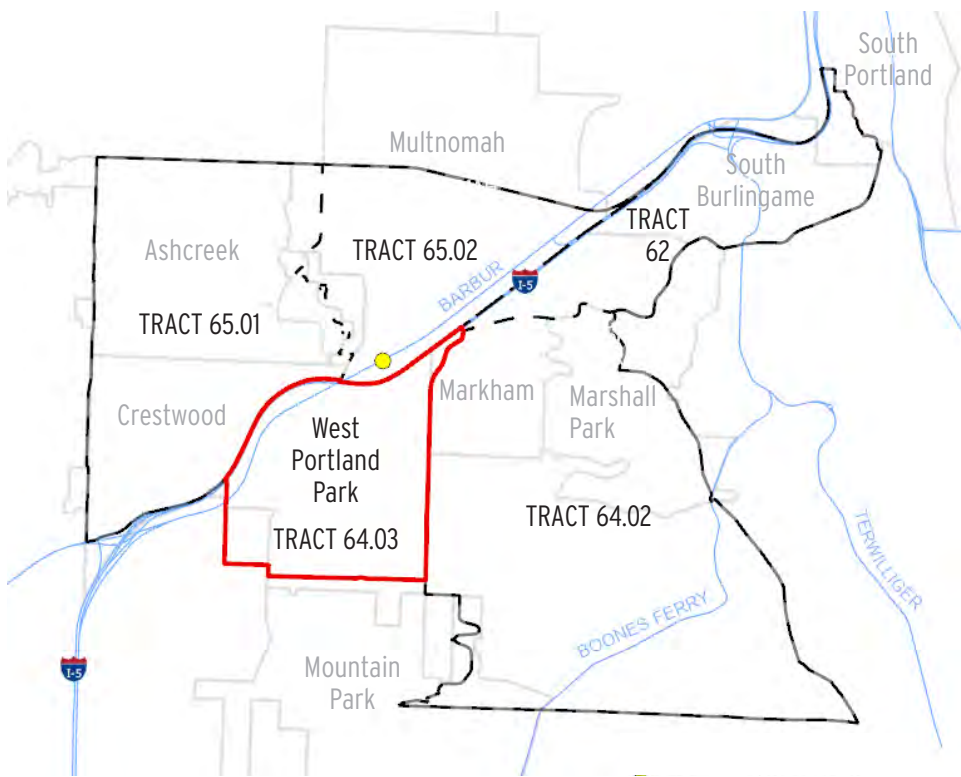 South
Portland
Multnomah
South
Burlingame
TRACT
62
Ashcreek
TRACT 65.02
BARBUR
I-5
TRACT 65.01
Crestwood
Markham
Marshall
Park
West
Portland
Park
TRACT 64.03
TRACT 64.02
TERWILLIGER
BOONES FERRY
I-5
Mountain
Park